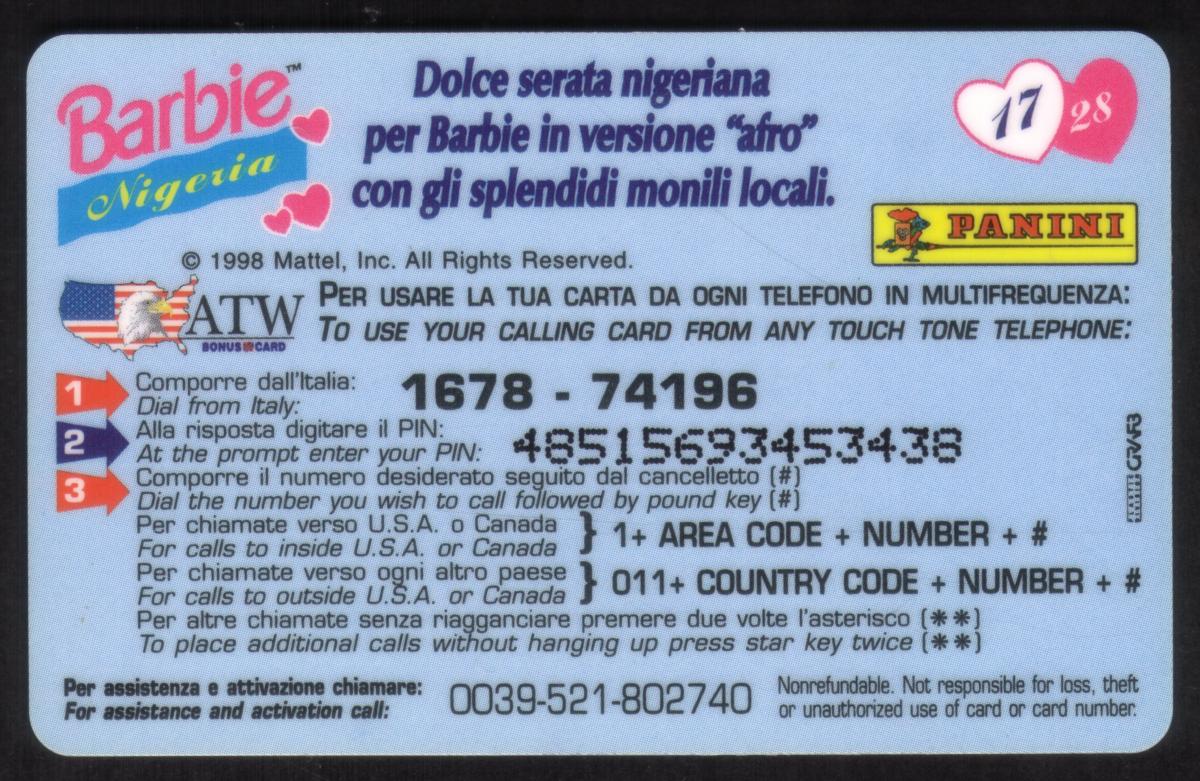 Barbie™
Nigeria
Dolce serata nigeriana
per Barbie in versione "afro"
con gli splendidi monili locali.
17 28
PANINI
© 1998 Mattel, Inc. All Rights Reserved.
ATW
BONUS CARD
PER USARE LA TUA CARTA DA OGNI TELEFONO IN MULTIFREQUENZA:
TO USE YOUR CALLING CARD FROM ANY TOUCH TONE TELEPHONE:
1 Comporre dall'Italia: 1678 - 74196
Dial from Italy:
2 Alla risposta digitare il PIN: 48515693453438
At the prompt enter your PIN:
3 Comporre il numero desiderato seguito dal cancelletto (#)
Dial the number you wish to call followed by pound key (#)
Per chiamate verso U.S.A. o Canada } 1+ AREA CODE + NUMBER + #
For calls to inside U.S.A. or Canada
Per chiamate verso ogni altro paese } 011+ COUNTRY CODE + NUMBER + #
For calls to outside U.S.A. or Canada
Per altre chiamate senza riagganciare premere due volte l'asterisco (**)
To place additional calls without hanging up press star key twice (**)
Per assistenza e attivazione chiamare: 0039-521-802740
For assistance and activation call:
Nonrefundable. Not responsible for loss, theft
or unauthorized use of card or card number.